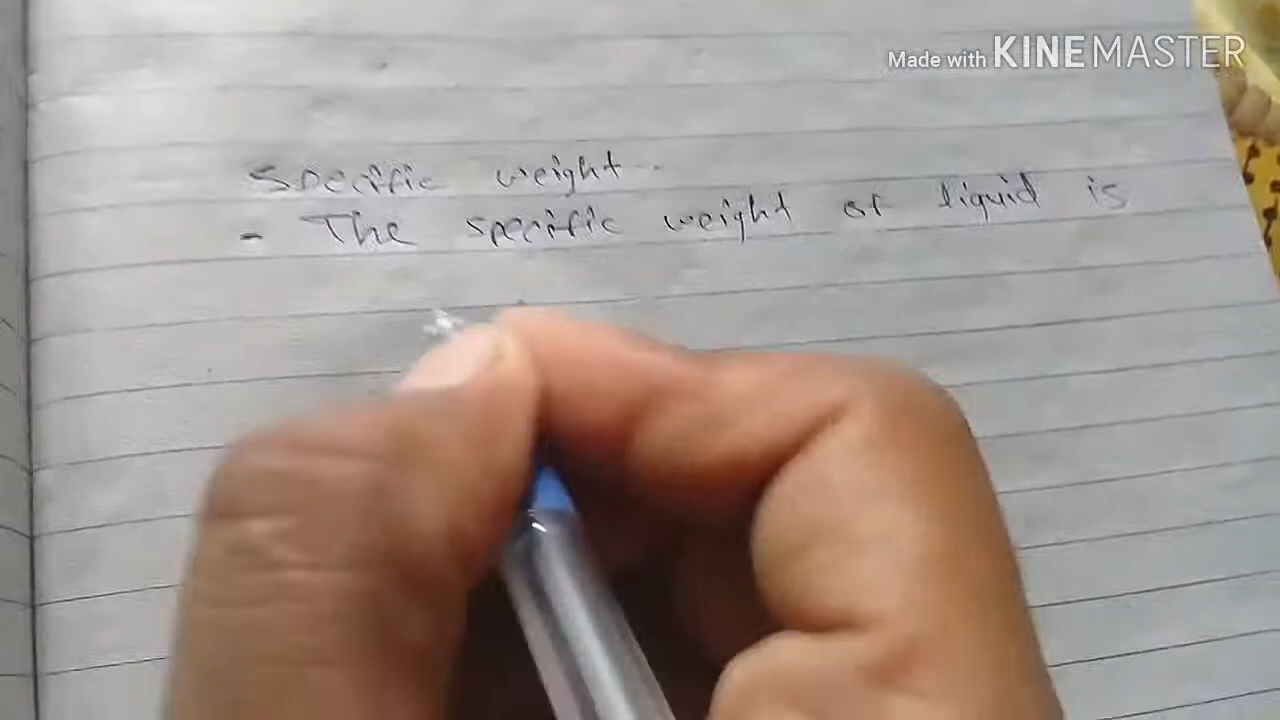 Made with KINEMASTER
Specific weight..
- The specific weight of liquid is